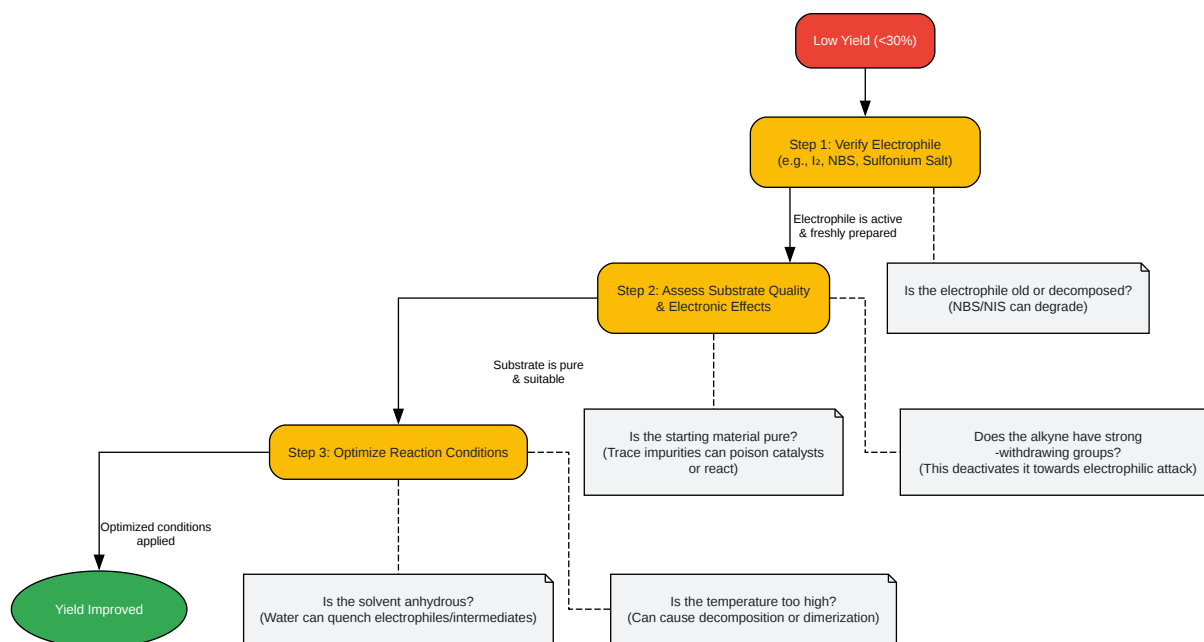 Low Yield (<30%)
Step 1: Verify Electrophile
(e.g., I₂, NBS, Sulfonium Salt)
Electrophile is active
& freshly prepared
Is the electrophile old or decomposed?
(NBS/NIS can degrade)
Step 2: Assess Substrate Quality
& Electronic Effects
Substrate is pure
& suitable
Is the starting material pure?
(Trace impurities can poison catalysts
or react)
Does the alkyne have strong
-withdrawing groups?
(This deactivates it towards electrophilic attack)
Step 3: Optimize Reaction Conditions
Optimized conditions
applied
Yield Improved
Is the solvent anhydrous?
(Water can quench electrophiles/intermediates)
Is the temperature too high?
(Can cause decomposition or dimerization)